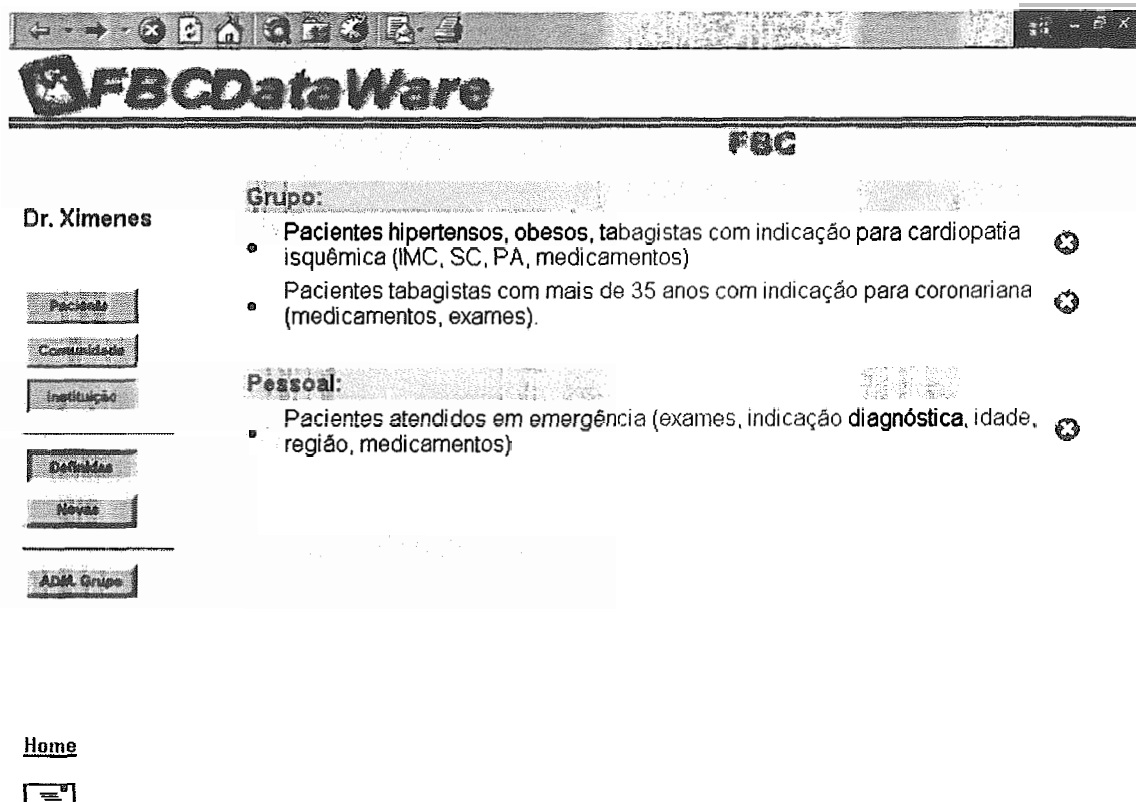 FBCDataWare
FBC
Dr. Ximenes
Paciente
Comunidade
Instituição
Definidas
Novas
ADM. Grupo
Home
Grupo:
Pacientes hipertensos, obesos, tabagistas com indicação para cardiopatia
isquêmica (IMC, SC, PA, medicamentos)
Pacientes tabagistas com mais de 35 anos com indicação para coronariana
(medicamentos, exames).
Pessoal:
Pacientes atendidos em emergência (exames, indicação diagnóstica, idade,
região, medicamentos)